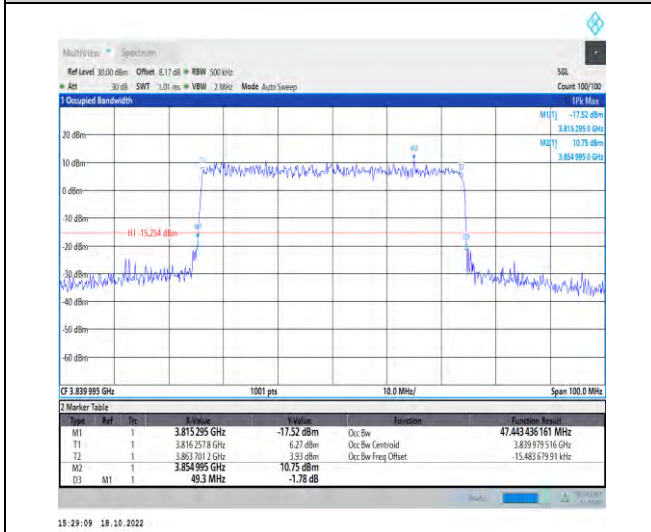 MultiView Spectrum
Ref Level 30.00 dBm Offset 8.17 dB RBW 500 kHz SGL
Att 30 dB SWT 1.01 ms VBW 2 MHz Mode Auto Sweep Count 100/100
1 Occupied Bandwidth 1Pk Max
M1[1] -17.52 dBm
3.815 295 0 GHz
20 dBm M2[1] 10.75 dBm
3.854 995 0 GHz
M2
10 dBm
0 dBm
-10 dBm
M1
H1 -15.254 dBm
D3
-20 dBm
-30 dBm
-40 dBm
-50 dBm
-60 dBm
CF 3.839 995 GHz 1001 pts 10.0 MHz/ Span 100.0 MHz
2 Marker Table
Type Ref Trc X-Value Y-Value Function Function Result
M1 1 3.815 295 GHz -17.52 dBm Occ Bw 47.443 436 161 MHz
T1 1 3.816 257 8 GHz 6.27 dBm Occ Bw Centroid 3.839 979 516 GHz
T2 1 3.863 701 2 GHz 3.93 dBm Occ Bw Freq Offset -15.483 679 91 kHz
M2 1 3.854 995 GHz 10.75 dBm
D3 M1 1 49.3 MHz -1.78 dB
15:29:09 18.10.2022